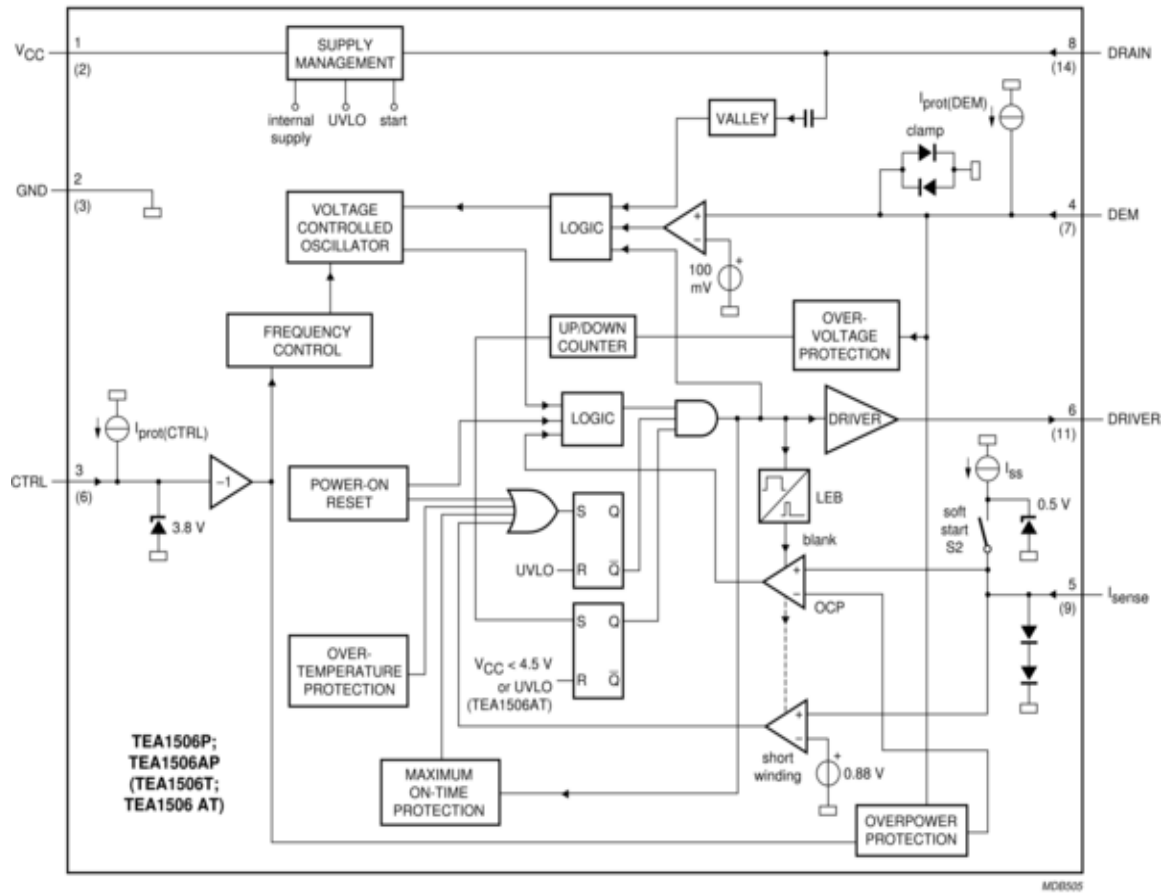 1
VCC
(2)
SUPPLY
MANAGEMENT
8
DRAIN
(14)
internal
supply
UVLO
start
VALLEY
Iprot(DEM)
clamp
2
GND
(3)
VOLTAGE
CONTROLLED
OSCILLATOR
LOGIC
+
−
100
mV
+
4
DEM
(7)
FREQUENCY
CONTROL
UP/DOWN
COUNTER
OVER-
VOLTAGE
PROTECTION
Iprot(CTRL)
LOGIC
DRIVER
6
DRIVER
(11)
3
CTRL
(6)
−1
3.8 V
POWER-ON
RESET
S Q
UVLO R Q̅
LEB
blank
Iss
0.5 V
soft
start
S2
+
−
OCP
5
Isense
(9)
OVER-
TEMPERATURE
PROTECTION
S Q
VCC < 4.5 V
or UVLO
(TEA1506AT)
R Q̅
TEA1506P;
TEA1506AP
(TEA1506T;
TEA1506 AT)
MAXIMUM
ON-TIME
PROTECTION
+
−
short
winding
+
0.88 V
OVERPOWER
PROTECTION
MDB505